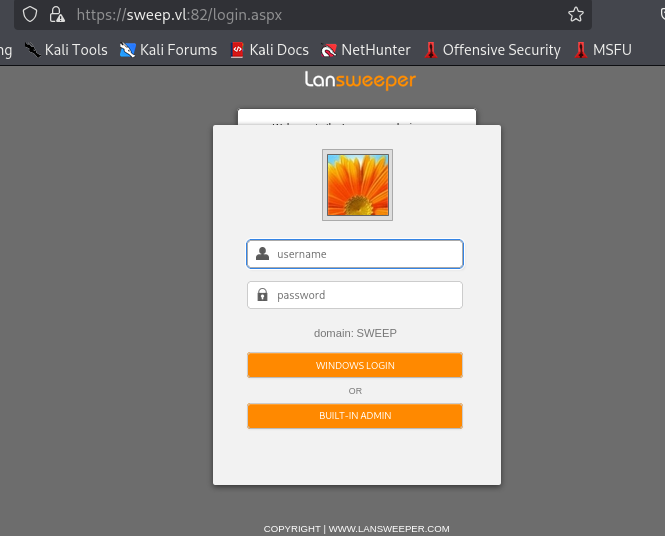 https://sweep.vl:82/login.aspx
ng Kali Tools Kali Forums Kali Docs NetHunter Offensive Security MSFU
Lansweeper
username
password
domain: SWEEP
WINDOWS LOGIN
OR
BUILT-IN ADMIN
COPYRIGHT | WWW.LANSWEEPER.COM